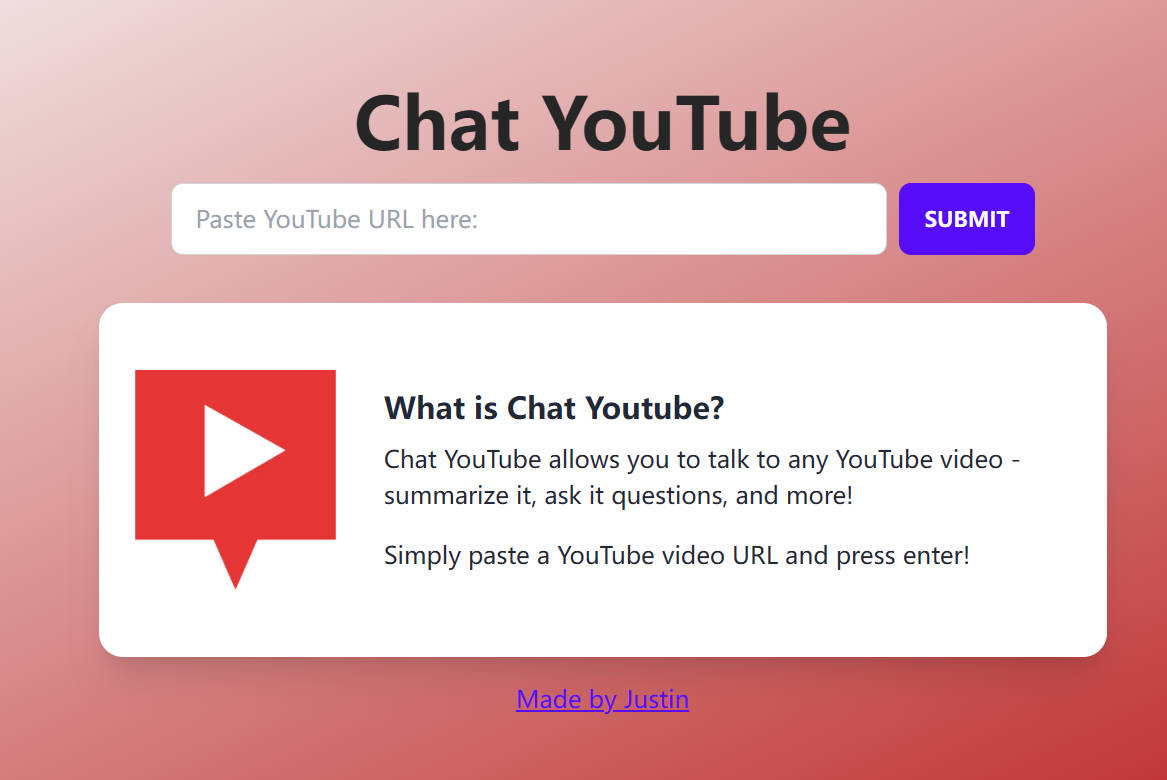 Chat YouTube
Paste YouTube URL here:
SUBMIT
What is Chat Youtube?
Chat YouTube allows you to talk to any YouTube video -
summarize it, ask it questions, and more!
Simply paste a YouTube video URL and press enter!
Made by Justin